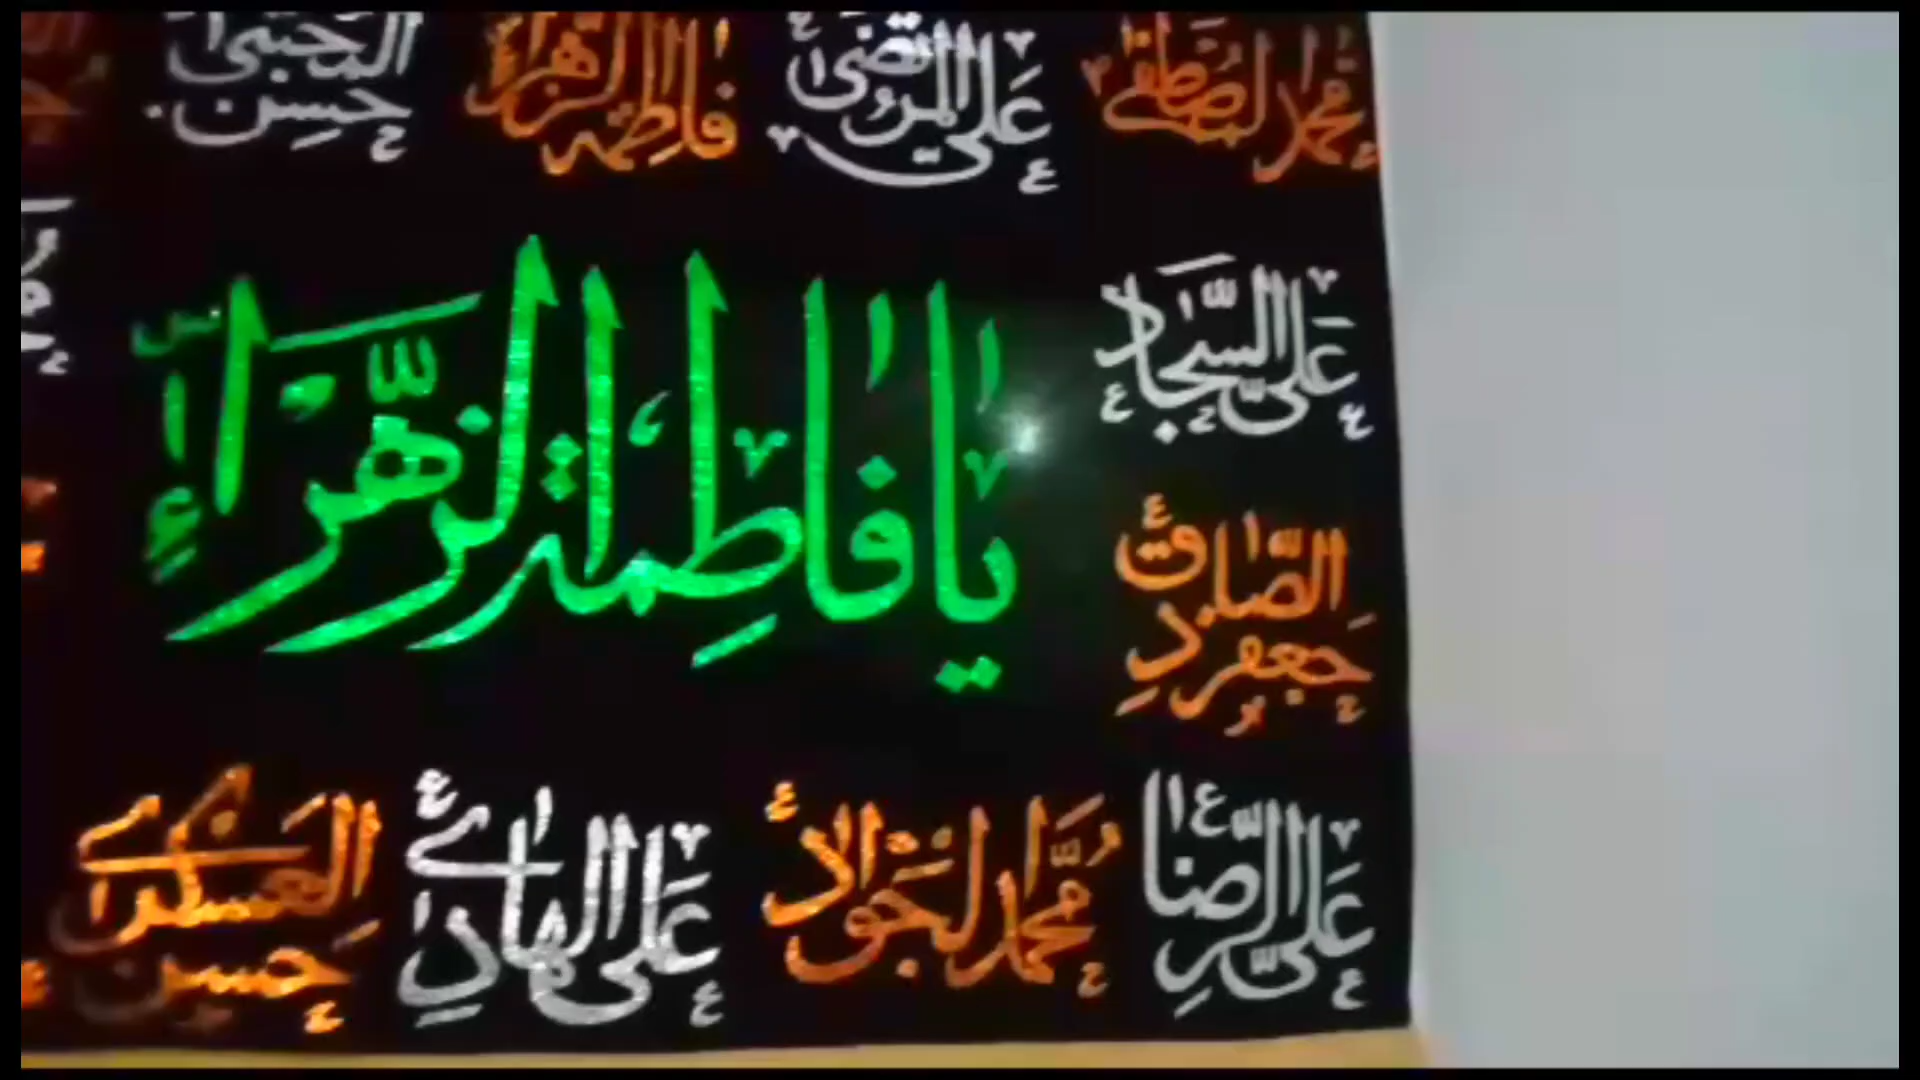 محمد المصطفی
علی المرتضی
فاطمة الزهرا
حسن المجتبی
یا فاطمة الزهراء
علی السجاد
جعفر الصادق
علی الرضا
محمد الجواد
علی الهادی
حسن العسکری